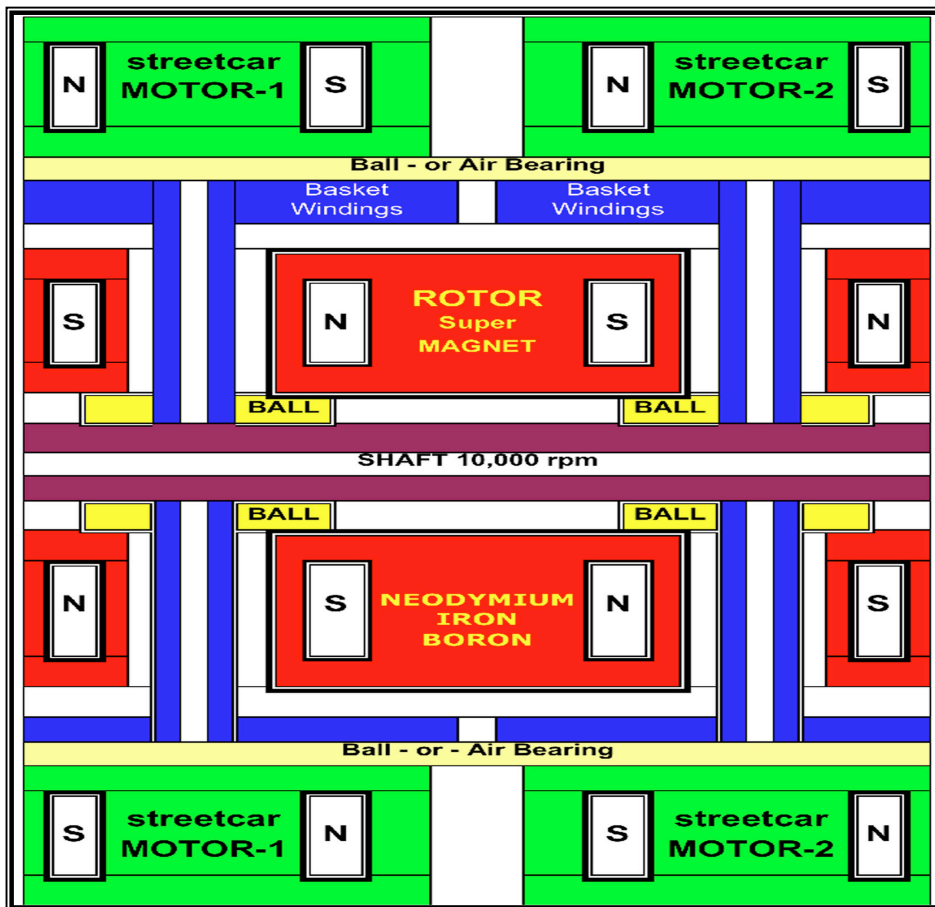 N
streetcar
MOTOR-1
S
N
streetcar
MOTOR-2
S
Ball - or Air Bearing
Basket
Windings
Basket
Windings
S
N
ROTOR
Super
MAGNET
S
N
BALL
BALL
SHAFT 10,000 rpm
BALL
BALL
N
S
NEODYMIUM
IRON
BORON
N
S
Ball - or - Air Bearing
S
streetcar
MOTOR-1
N
S
streetcar
MOTOR-2
N